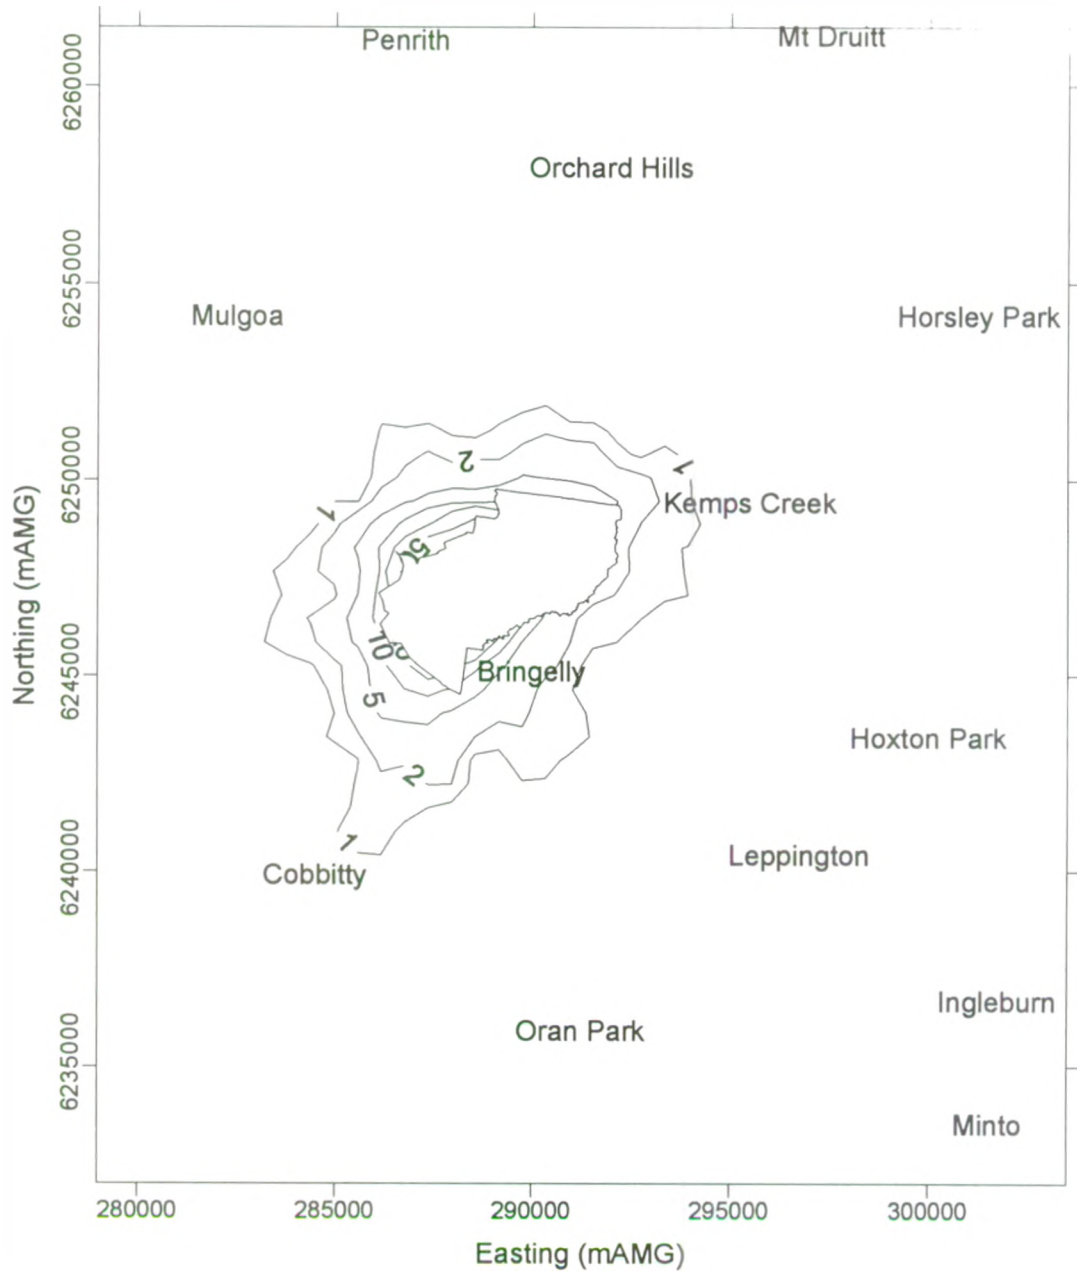 Penrith
Mt Druitt
6260000
Orchard Hills
6255000
Mulgoa
Horsley Park
6250000
2
1
Kemps Creek
1
Northing (mAMG)
10
6245000
Bringelly
5
Hoxton Park
2
1
6240000
Cobbitty
Leppington
Ingleburn
Oran Park
6235000
Minto
280000 285000 290000 295000 300000
Easting (mAMG)